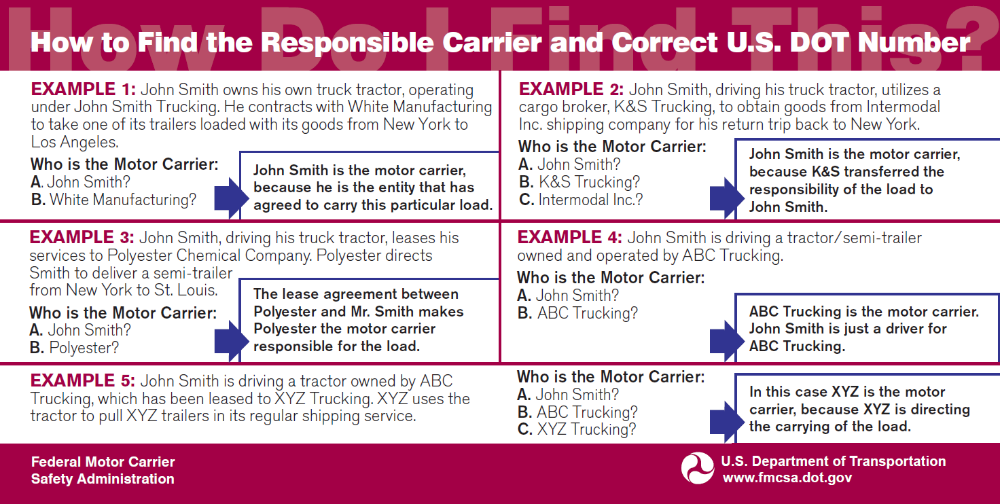 How Do I Find This?
How to Find the Responsible Carrier and Correct U.S. DOT Number
EXAMPLE 1: John Smith owns his own truck tractor, operating
under John Smith Trucking. He contracts with White Manufacturing
to take one of its trailers loaded with its goods from New York to
Los Angeles.
Who is the Motor Carrier:
A. John Smith?
B. White Manufacturing?
John Smith is the motor carrier,
because he is the entity that has
agreed to carry this particular load.
EXAMPLE 2: John Smith, driving his truck tractor, utilizes a
cargo broker, K&S Trucking, to obtain goods from Intermodal
Inc. shipping company for his return trip back to New York.
Who is the Motor Carrier:
A. John Smith?
B. K&S Trucking?
C. Intermodal Inc.?
John Smith is the motor carrier,
because K&S transferred the
responsibility of the load to
John Smith.
EXAMPLE 3: John Smith, driving his truck tractor, leases his
services to Polyester Chemical Company. Polyester directs
Smith to deliver a semi-trailer
from New York to St. Louis.
Who is the Motor Carrier:
A. John Smith?
B. Polyester?
The lease agreement between
Polyester and Mr. Smith makes
Polyester the motor carrier
responsible for the load.
EXAMPLE 4: John Smith is driving a tractor/semi-trailer
owned and operated by ABC Trucking.
Who is the Motor Carrier:
A. John Smith?
B. ABC Trucking?
ABC Trucking is the motor carrier.
John Smith is just a driver for
ABC Trucking.
EXAMPLE 5: John Smith is driving a tractor owned by ABC
Trucking, which has been leased to XYZ Trucking. XYZ uses the
tractor to pull XYZ trailers in its regular shipping service.
Who is the Motor Carrier:
A. John Smith?
B. ABC Trucking?
C. XYZ Trucking?
In this case XYZ is the motor
carrier, because XYZ is directing
the carrying of the load.
Federal Motor Carrier
Safety Administration
U.S. Department of Transportation
www.fmcsa.dot.gov